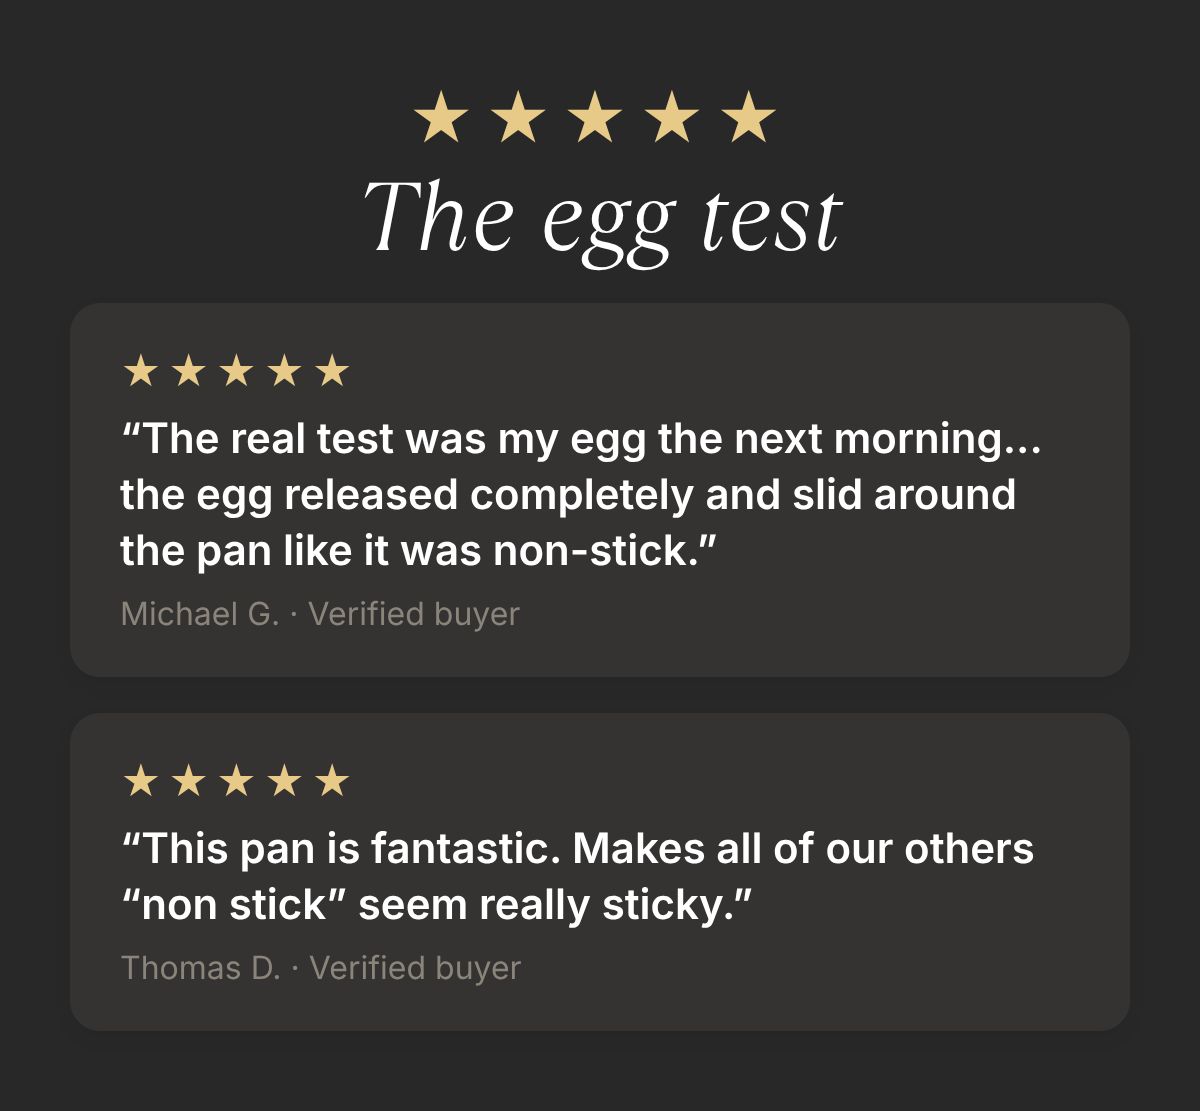 The egg test
“The real test was my egg the next morning...
the egg released completely and slid around
the pan like it was non-stick.”
Michael G. · Verified buyer
“This pan is fantastic. Makes all of our others
“non stick” seem really sticky.”
Thomas D. · Verified buyer